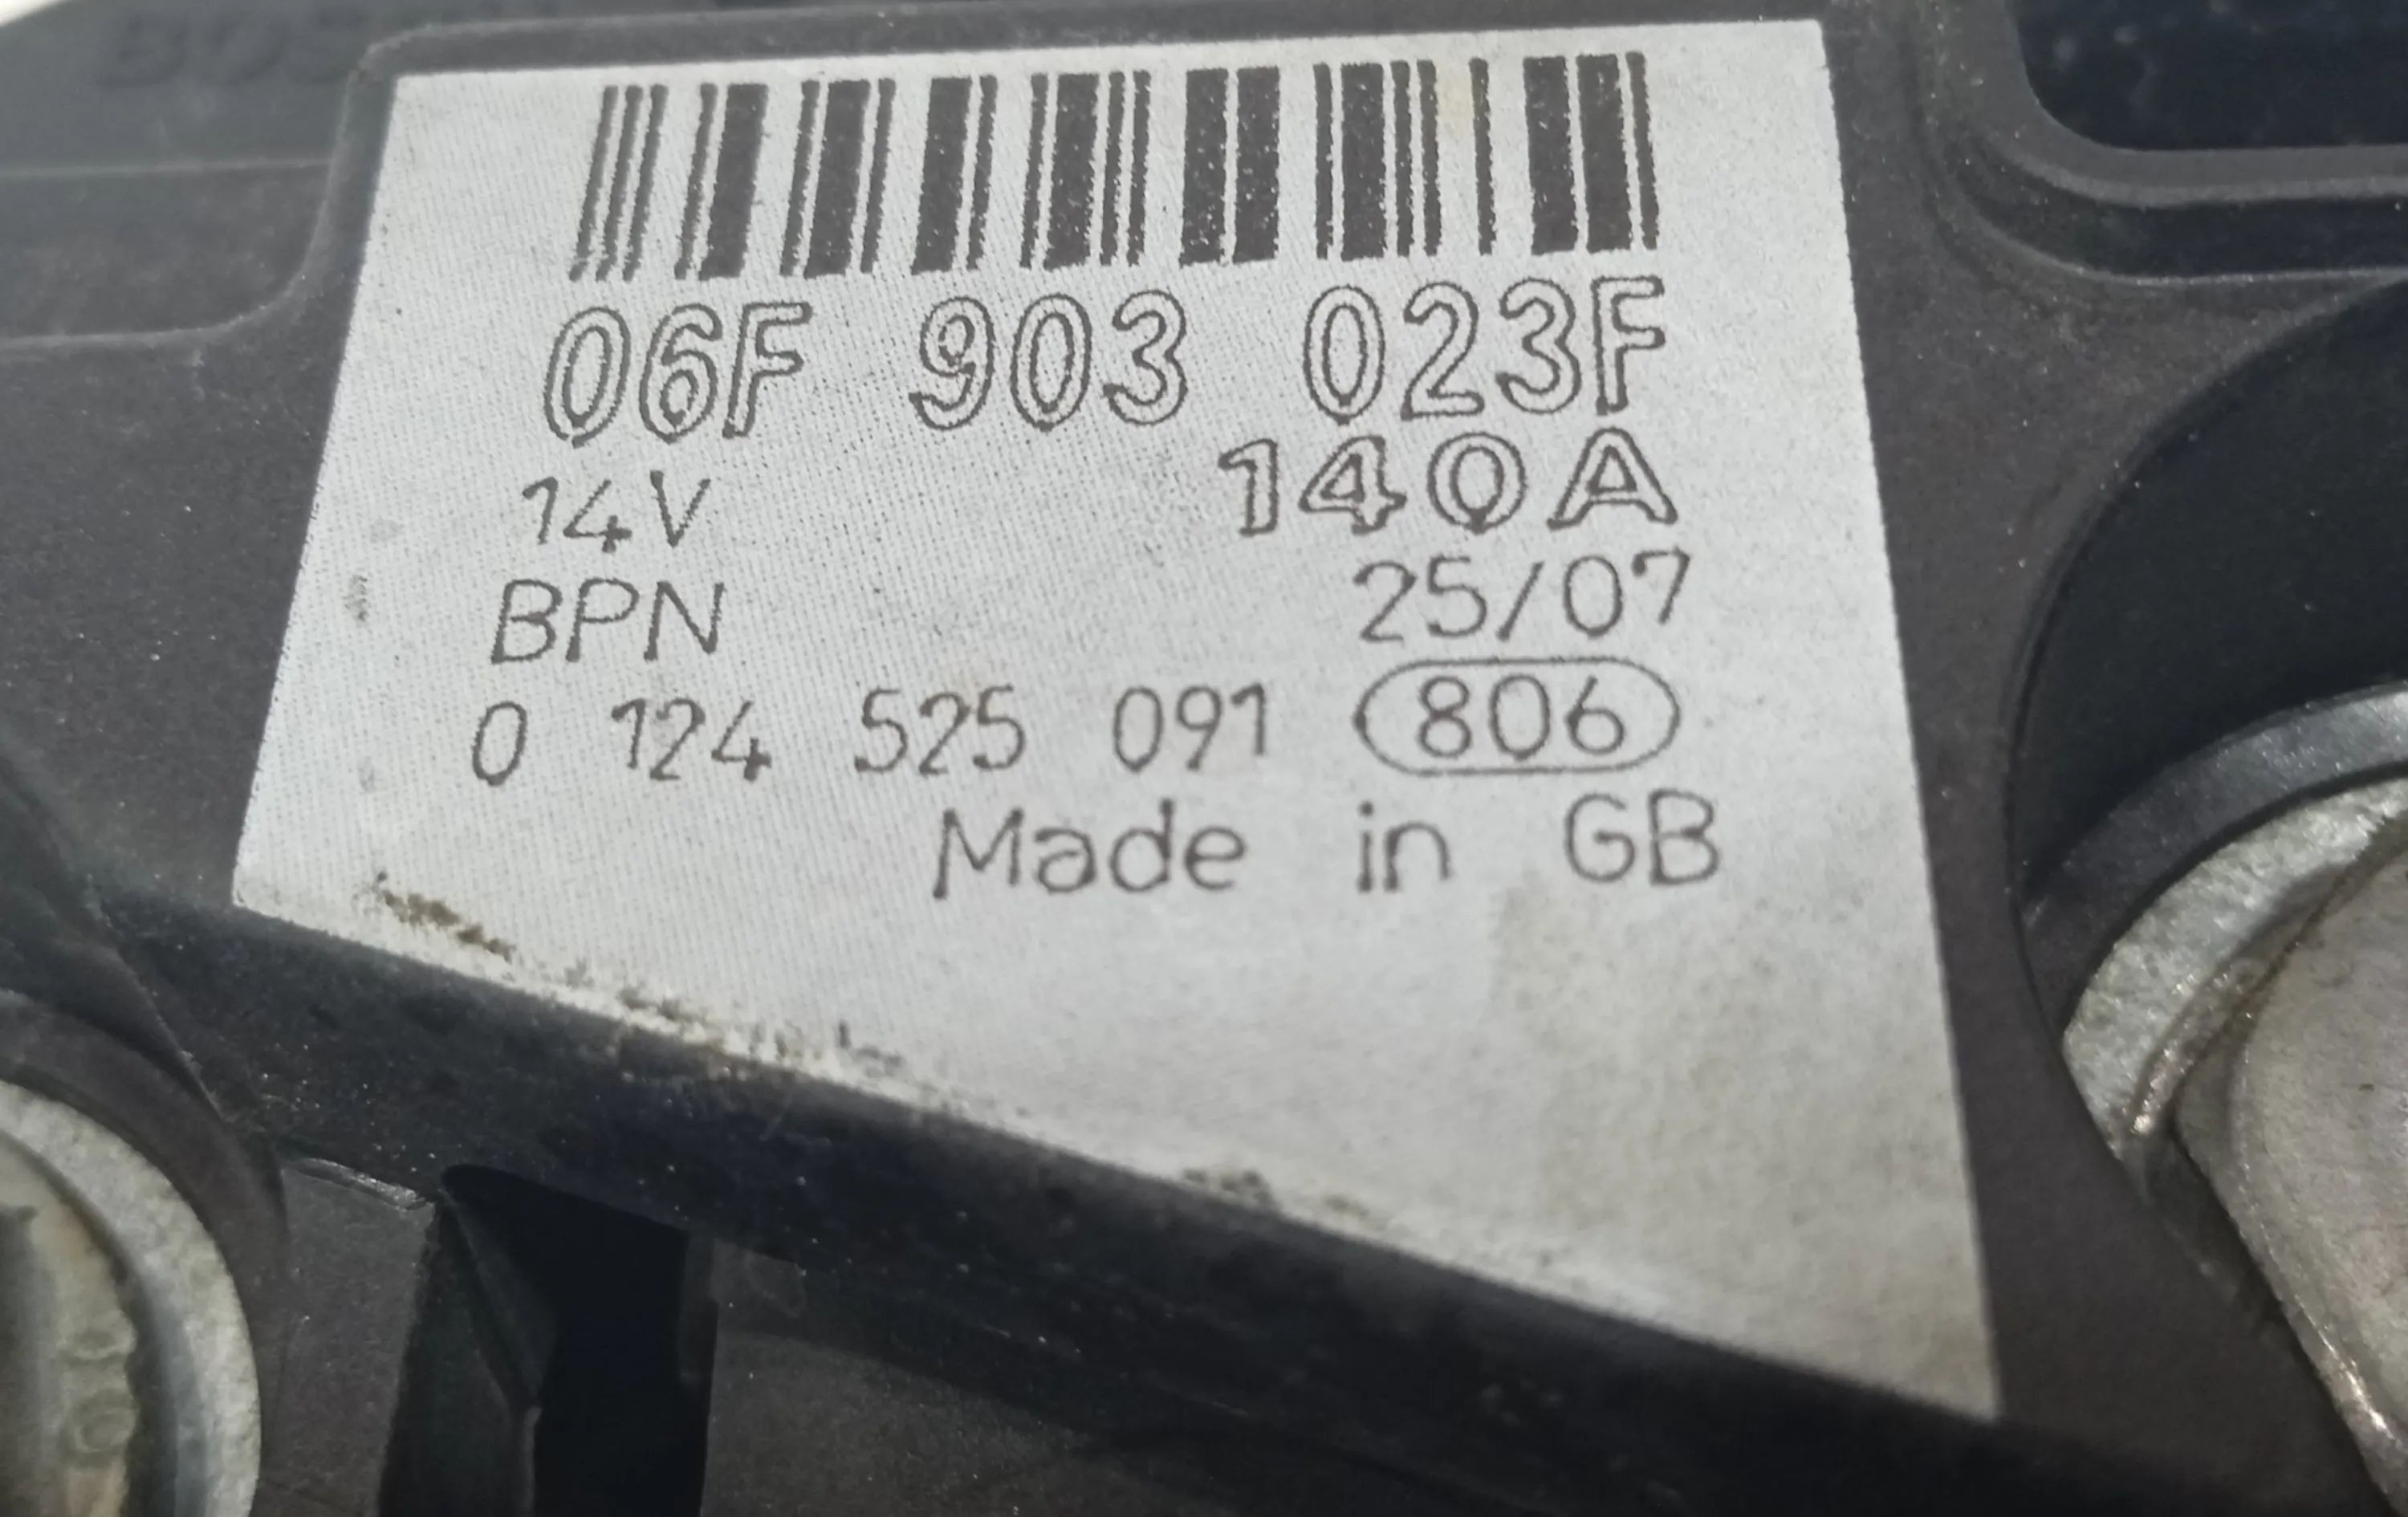 06F 903 023F
14V 140A
BPN 25/07
0 124 525 091 806
Made in GB